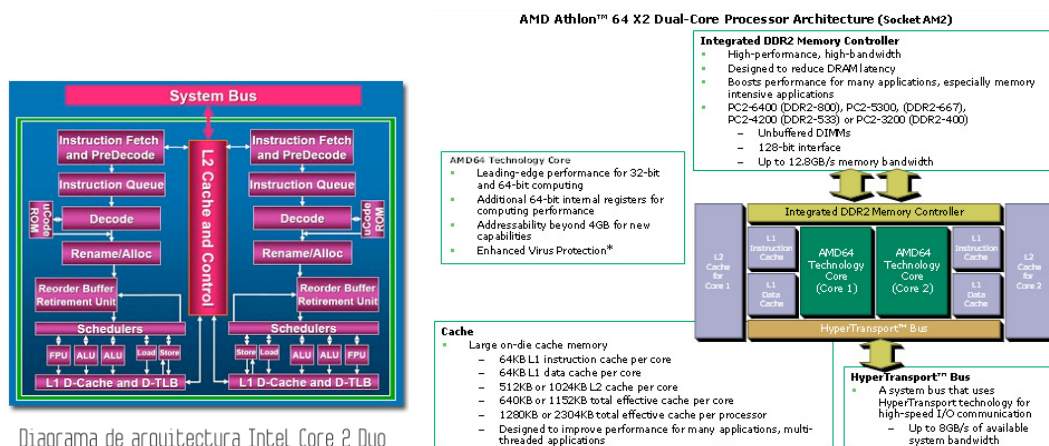 System Bus
Instruction Fetch
and PreDecode
Instruction Queue
uCode
ROM
Decode
Rename/Alloc
Reorder Buffer
Retirement Unit
Schedulers
FPU
ALU
ALU
Load
Store
L1 D-Cache and D-TLB
L2 Cache and Control
Instruction Fetch
and PreDecode
Instruction Queue
Decode
uCode
ROM
Rename/Alloc
Reorder Buffer
Retirement Unit
Schedulers
Store
Load
ALU
ALU
FPU
L1 D-Cache and D-TLB
Diagrama de arquitectura Intel Core 2 Duo
AMD Athlon™ 64 X2 Dual-Core Processor Architecture (Socket AM2)
Integrated DDR2 Memory Controller
High-performance, high-bandwidth
Designed to reduce DRAM latency
Boosts performance for many applications, especially memory
intensive applications
PC2-6400 (DDR2-800), PC2-5300, (DDR2-667),
PC2-4200 (DDR2-533) or PC2-3200 (DDR2-400)
– Unbuffered DIMMs
– 128-bit interface
– Up to 12.8GB/s memory bandwidth
AMD64 Technology Core
Leading-edge performance for 32-bit
and 64-bit computing
Additional 64-bit internal registers for
computing performance
Addressability beyond 4GB for new
capabilities
Enhanced Virus Protection*
Integrated DDR2 Memory Controller
L2
Cache
for
Core 1
L1
Instruction
Cache
L1
Data
Cache
AMD64
Technology
Core
(Core 1)
AMD64
Technology
Core
(Core 2)
L1
Instruction
Cache
L1
Data
Cache
L2
Cache
for
Core 2
HyperTransport™ Bus
Cache
Large on-die cache memory
– 64KB L1 instruction cache per core
– 64KB L1 data cache per core
– 512KB or 1024KB L2 cache per core
– 640KB or 1152KB total effective cache per core
– 1280KB or 2304KB total effective cache per processor
– Designed to improve performance for many applications, multi-
threaded applications
HyperTransport™ Bus
A system bus that uses
HyperTransport technology for
high-speed I/O communication
– Up to 8GB/s of available
system bandwidth